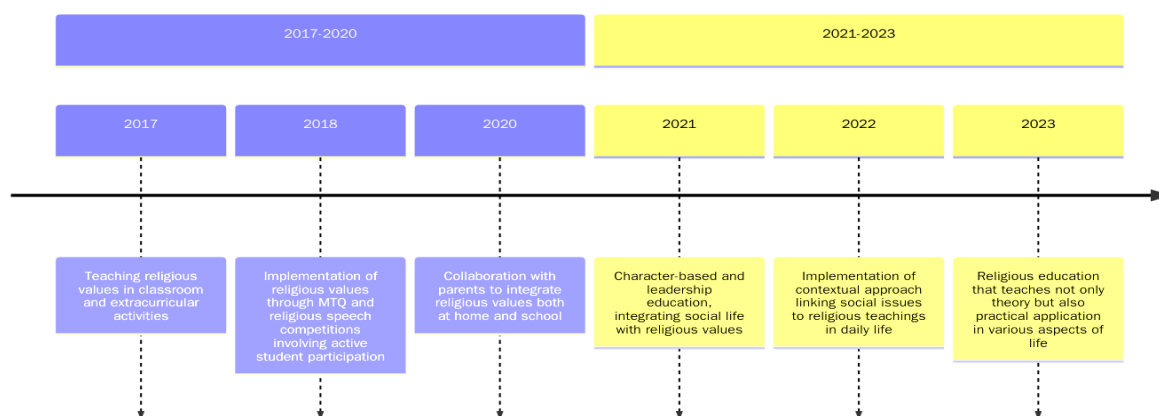 2017-2020
2021-2023
2017
2018
2020
2021
2022
2023
Teaching religious
values in classroom
and extracurricular
activities
Implementation of
religious values
through MTQ and
religious speech
competitions
involving active
student participation
Collaboration with
parents to integrate
religious values both
at home and school
Character-based and
leadership
education,
integrating social life
with religious values
Implementation of
contextual approach
linking social issues
to religious teachings
in daily life
Religious education
that teaches not only
theory but also
practical application
in various aspects of
life